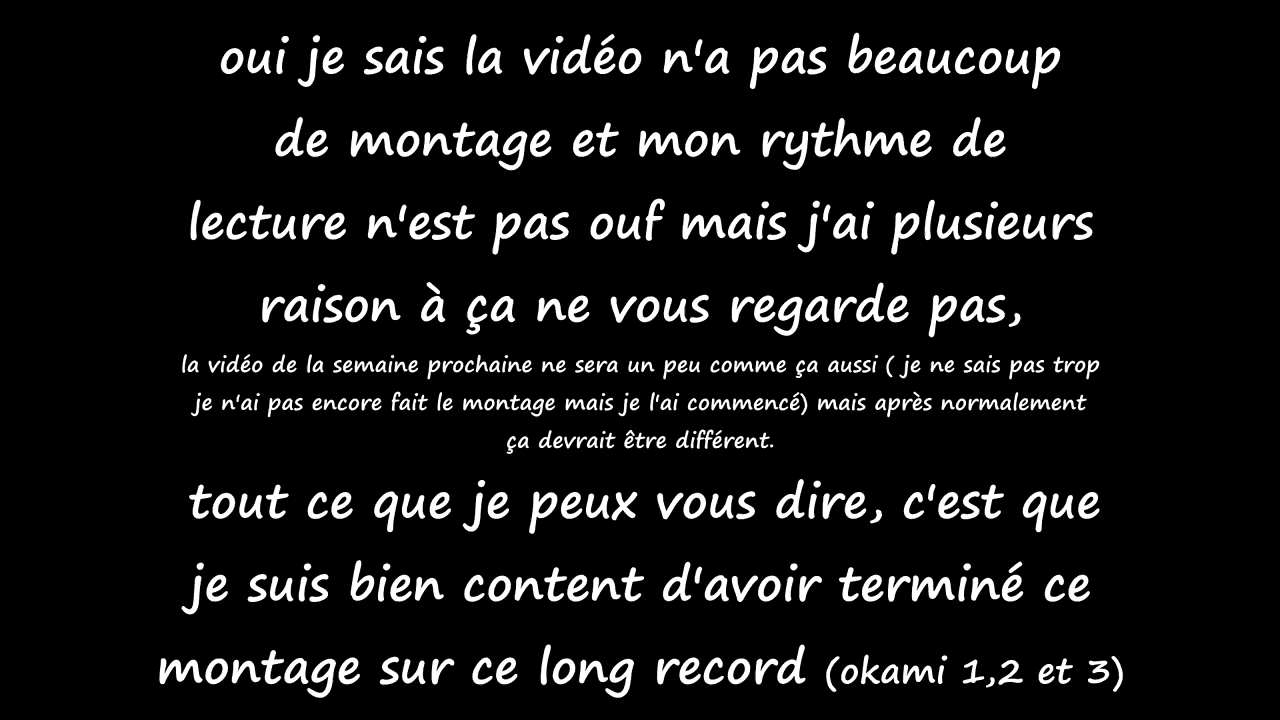 oui je sais la vidéo n'a pas beaucoup
de montage et mon rythme de
lecture n'est pas ouf mais j'ai plusieurs
raison à ça ne vous regarde pas,
la vidéo de la semaine prochaine ne sera un peu comme ça aussi ( je ne sais pas trop
je n'ai pas encore fait le montage mais je l'ai commencé) mais après normalement
ça devrait être différent.
tout ce que je peux vous dire, c'est que
je suis bien content d'avoir terminé ce
montage sur ce long record (okami 1,2 et 3)